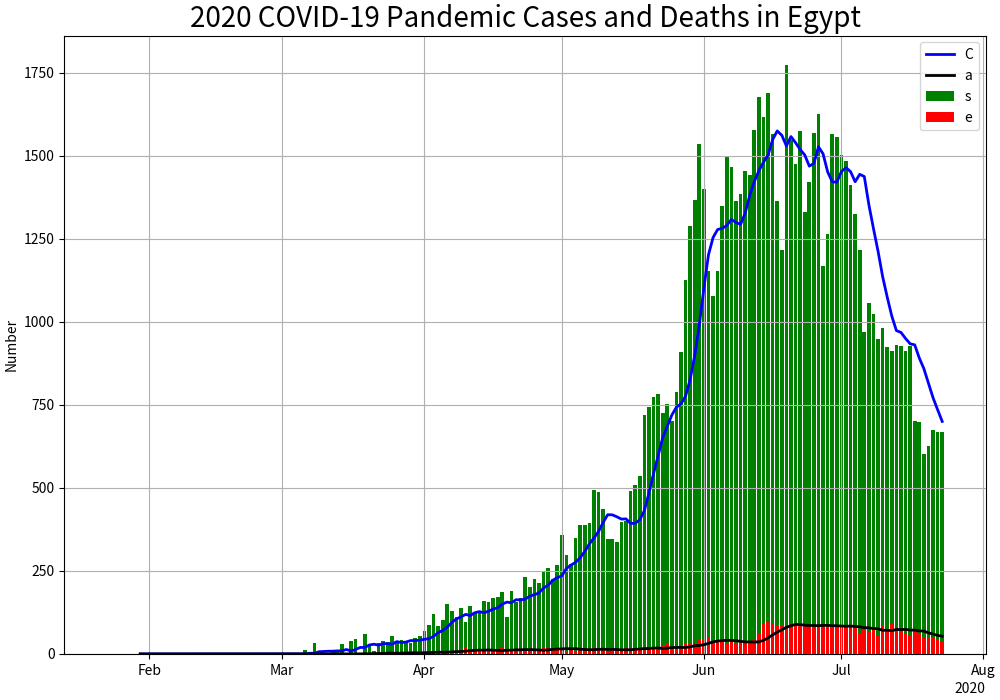 2020 COVID-19 Pandemic Cases and Deaths in Egypt
C
a
s
e
Number
1750
1500
1250
1000
750
500
250
0
Feb Mar Apr May Jun Jul Aug
2020